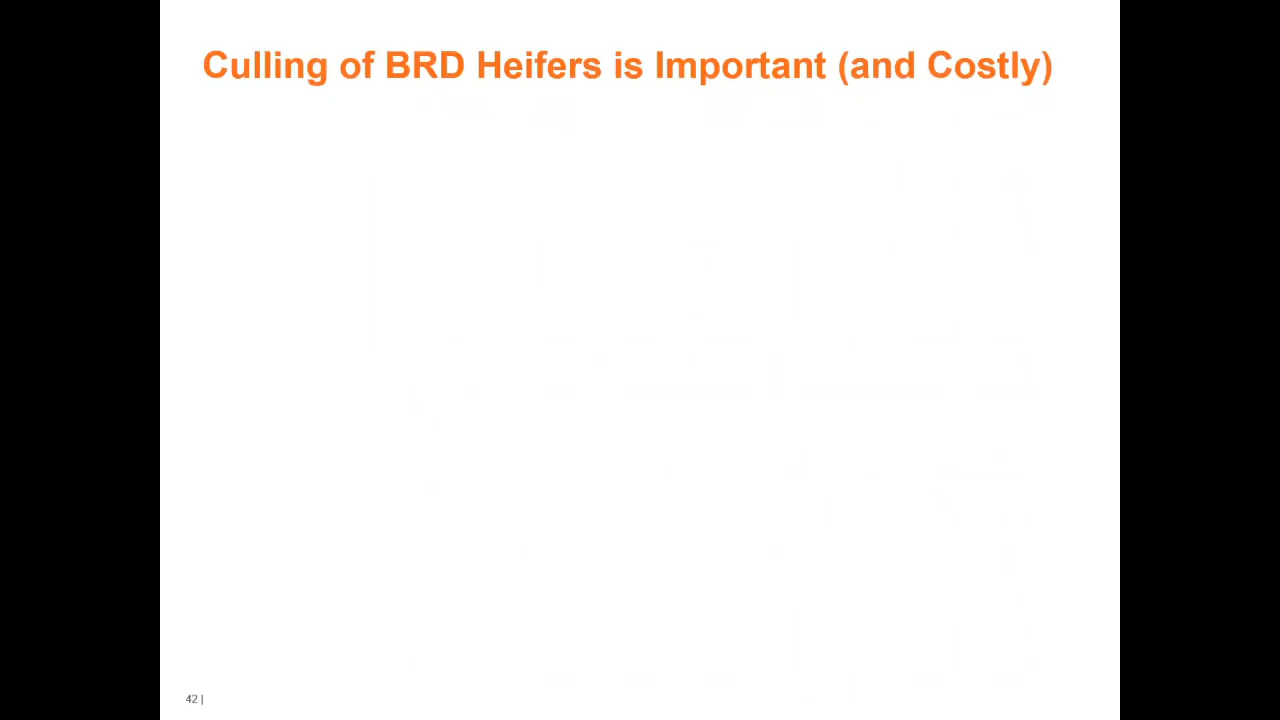 Culling of BRD Heifers is Important (and Costly)
42 |